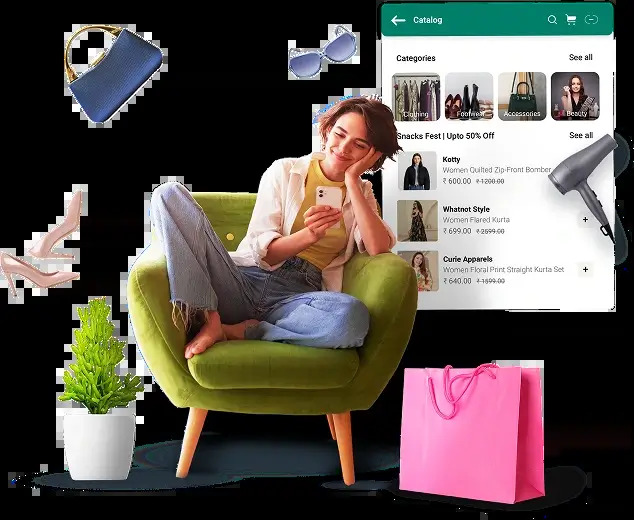 Catalog
Categories See all
Clothing Footwear Accessories Beauty
Snacks Fest | Upto 50% Off See all
Kotty
Women Quilted Zip-Front Bomber
₹ 600.00 ₹ 1200.00
Whatnot Style
Women Flared Kurta
₹ 699.00 ₹ 2599.00
+
Curie Apparels
Women Floral Print Straight Kurta Set
₹ 640.00 ₹ 1599.00
+